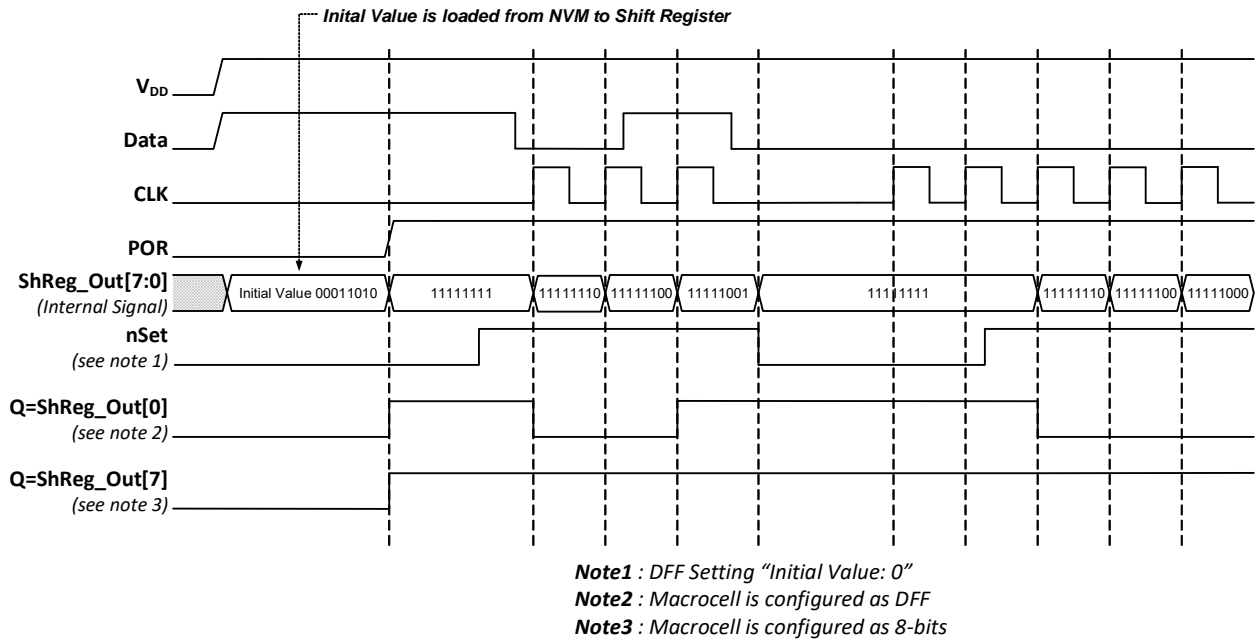 Inital Value is loaded from NVM to Shift Register
VDD
Data
CLK
POR
ShReg_Out[7:0]
(Internal Signal)
Initial Value 00011010
11111111
11111110
11111100
11111001
11111111
11111110
11111100
11111000
nSet
(see note 1)
Q=ShReg_Out[0]
(see note 2)
Q=ShReg_Out[7]
(see note 3)
Note1 : DFF Setting “Initial Value: 0”
Note2 : Macrocell is configured as DFF
Note3 : Macrocell is configured as 8-bits